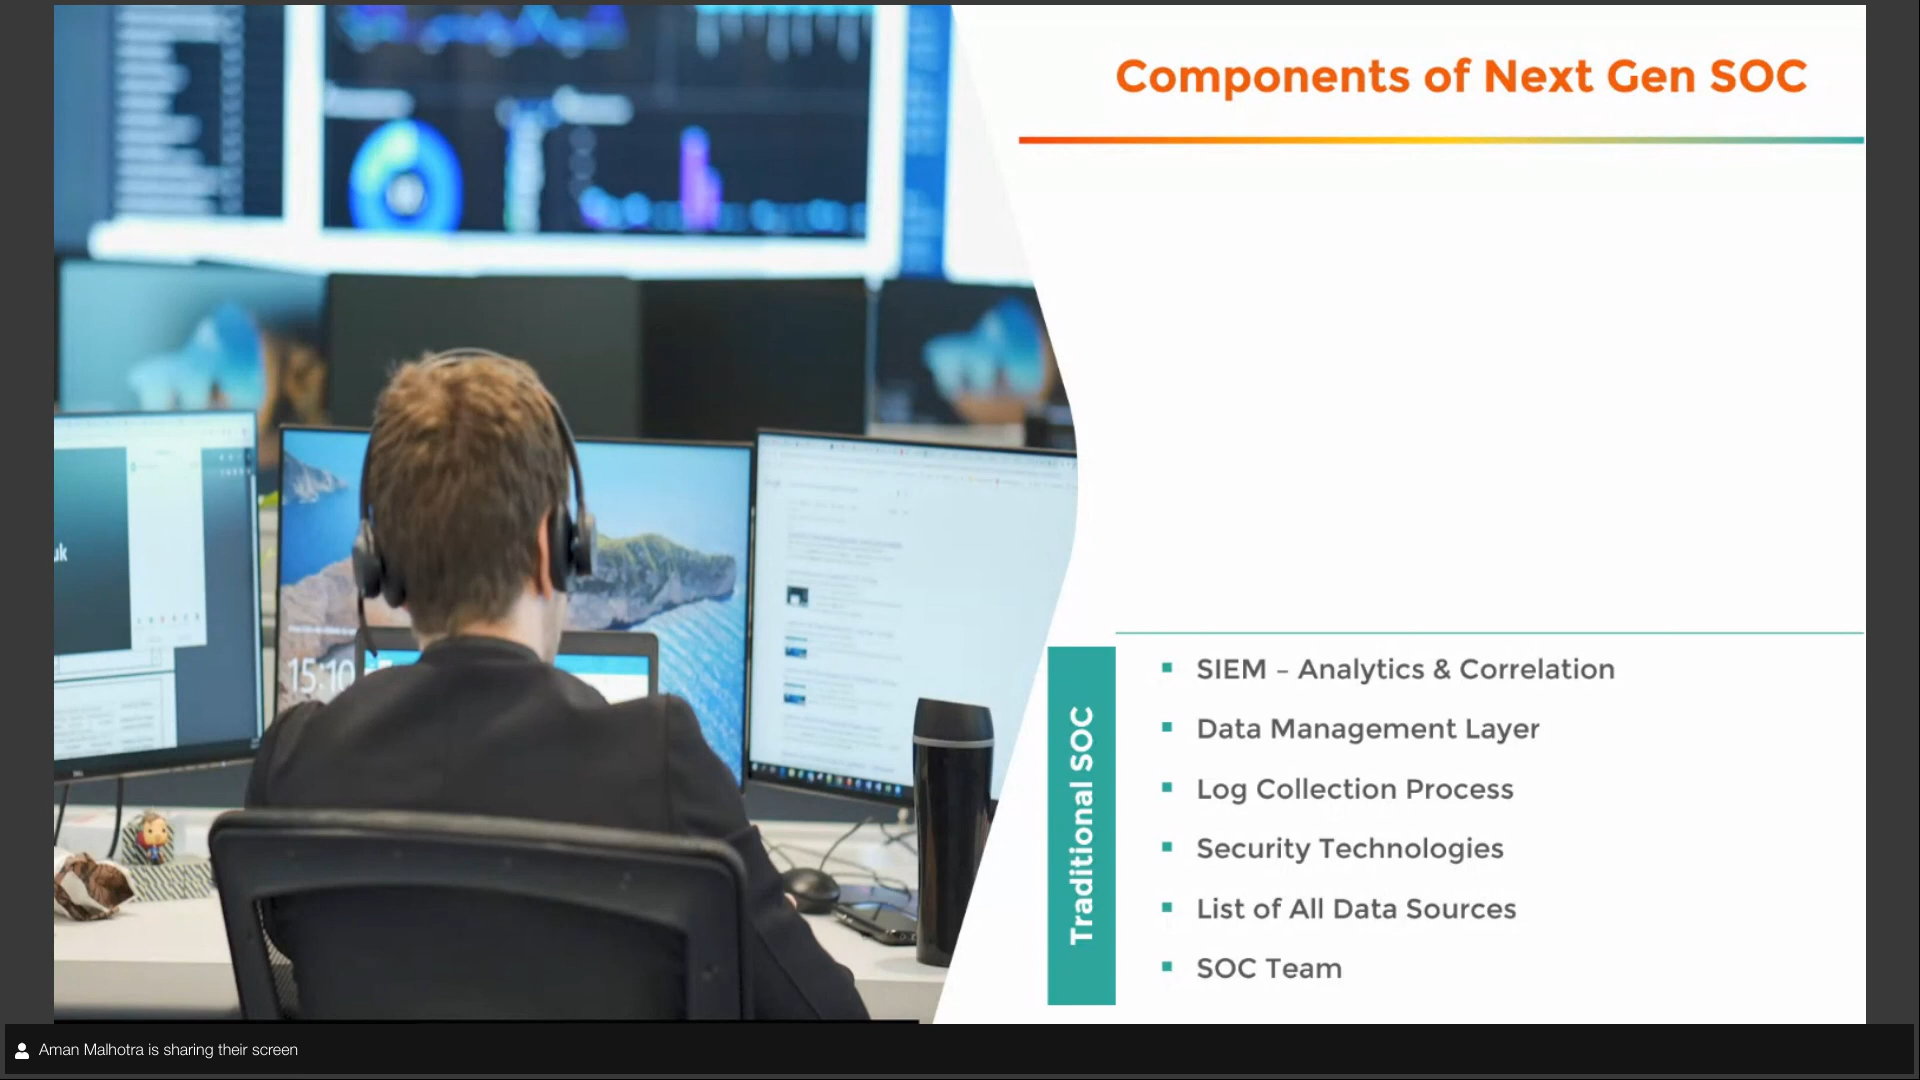 Components of Next Gen SOC
Traditional SOC
SIEM – Analytics & Correlation
Data Management Layer
Log Collection Process
Security Technologies
List of All Data Sources
SOC Team
15:10
uk
Aman Malhotra is sharing their screen